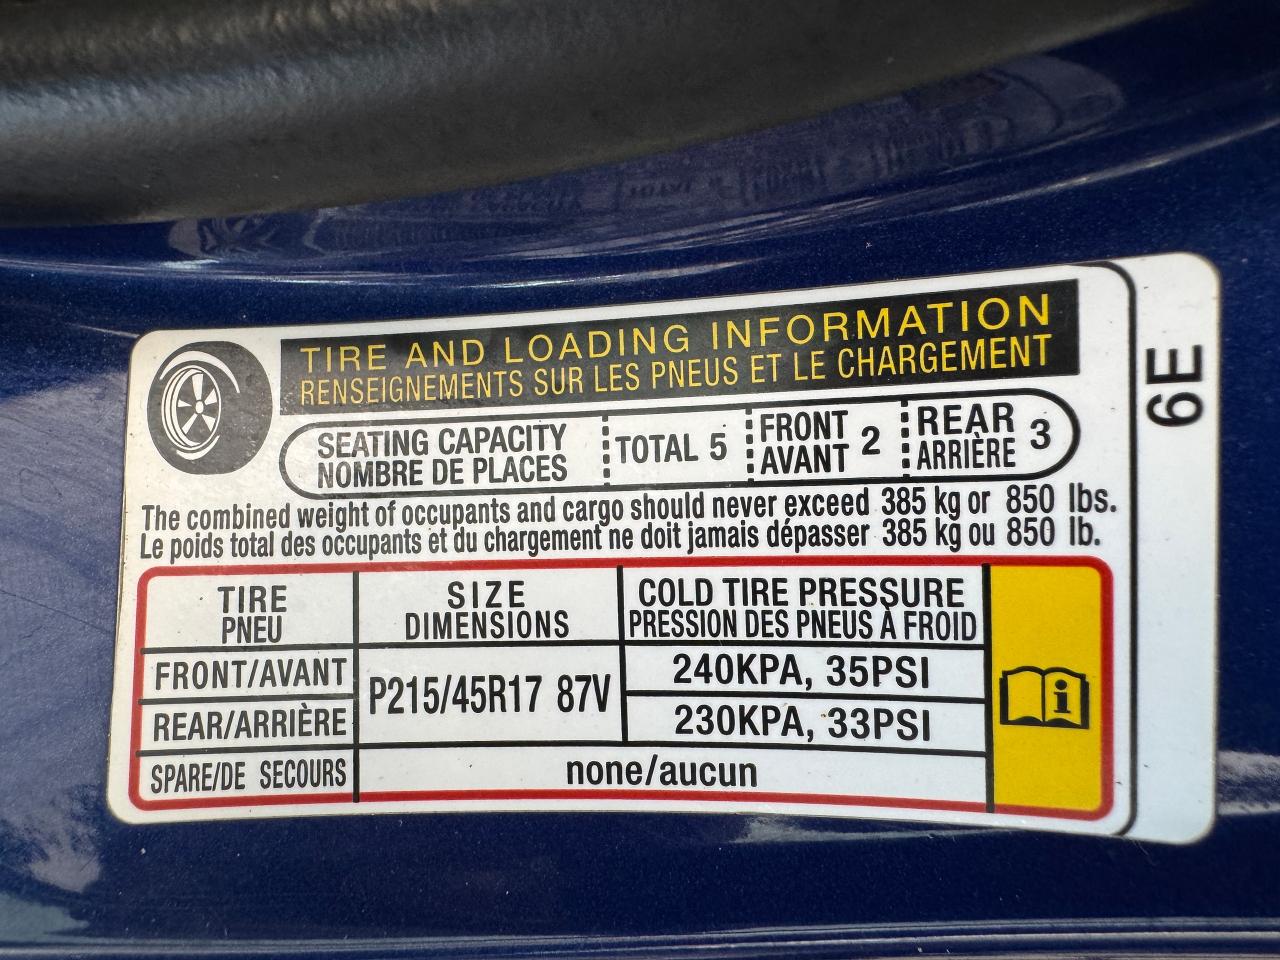 TIRE AND LOADING INFORMATION
RENSEIGNEMENTS SUR LES PNEUS ET LE CHARGEMENT
6E
SEATING CAPACITY TOTAL 5 FRONT 2 REAR 3
NOMBRE DE PLACES AVANT ARRIÈRE
The combined weight of occupants and cargo should never exceed 385 kg or 850 lbs.
Le poids total des occupants et du chargement ne doit jamais dépasser 385 kg ou 850 lb.
TIRE SIZE COLD TIRE PRESSURE
PNEU DIMENSIONS PRESSION DES PNEUS À FROID
FRONT/AVANT P215/45R17 87V 240KPA, 35PSI
REAR/ARRIÈRE 230KPA, 33PSI
SPARE/DE SECOURS none/aucun